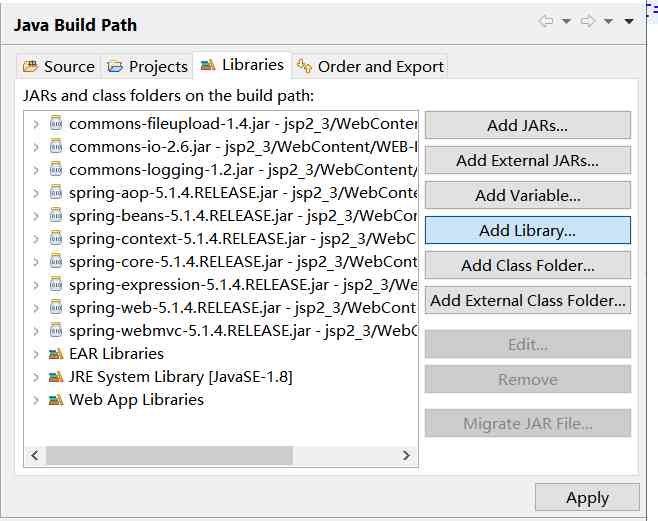 Java Build Path
Source Projects Libraries Order and Export
JARs and class folders on the build path:
commons-fileupload-1.4.jar - jsp2_3/WebConter
commons-io-2.6.jar - jsp2_3/WebContent/WEB-I
commons-logging-1.2.jar - jsp2_3/WebContent/
spring-aop-5.1.4.RELEASE.jar - jsp2_3/WebConte
spring-beans-5.1.4.RELEASE.jar - jsp2_3/WebCor
spring-context-5.1.4.RELEASE.jar - jsp2_3/WebC
spring-core-5.1.4.RELEASE.jar - jsp2_3/WebCon
spring-expression-5.1.4.RELEASE.jar - jsp2_3/We
spring-web-5.1.4.RELEASE.jar - jsp2_3/WebCont
spring-webmvc-5.1.4.RELEASE.jar - jsp2_3/WebC
EAR Libraries
JRE System Library [JavaSE-1.8]
Web App Libraries
Add JARs...
Add External JARs...
Add Variable...
Add Library...
Add Class Folder...
Add External Class Folder...
Edit...
Remove
Migrate JAR File...
Apply